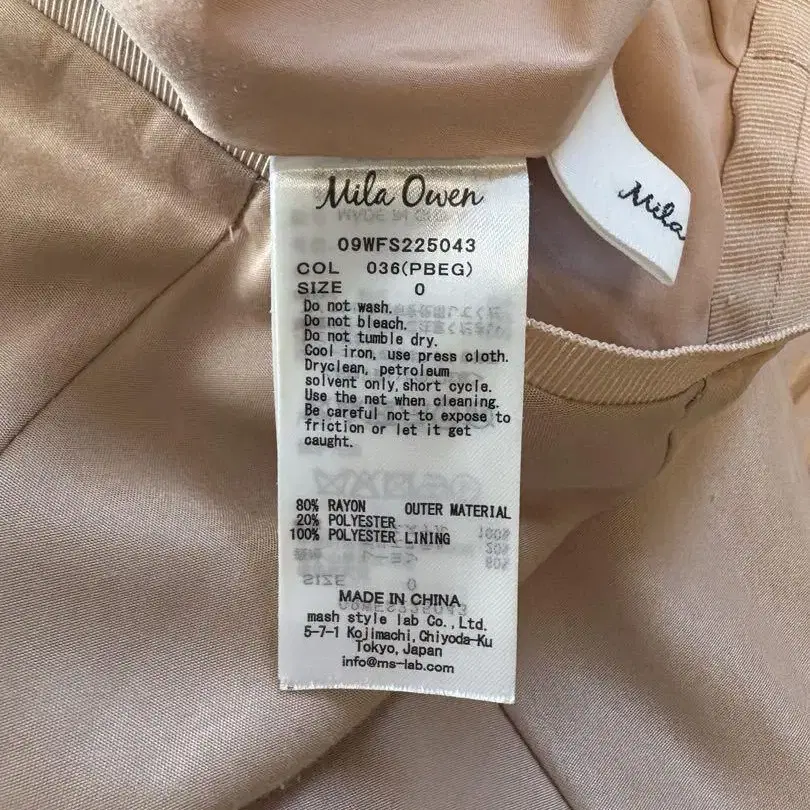 Mila Owen
09WFS225043
COL 036(PBEG)
SIZE 0
Do not wash.
Do not bleach.
Do not tumble dry.
Cool iron, use press cloth.
Dryclean, petroleum
solvent only,short cycle.
Use the net when cleaning.
Be careful not to expose to
friction or let it get
caught.
80% RAYON OUTER MATERIAL
20% POLYESTER
100% POLYESTER LINING
MADE IN CHINA
mash style lab Co.,Ltd.
5-7-1 Kojimachi,Chiyoda-Ku
Tokyo,Japan
info@ms-lab.com
Mila